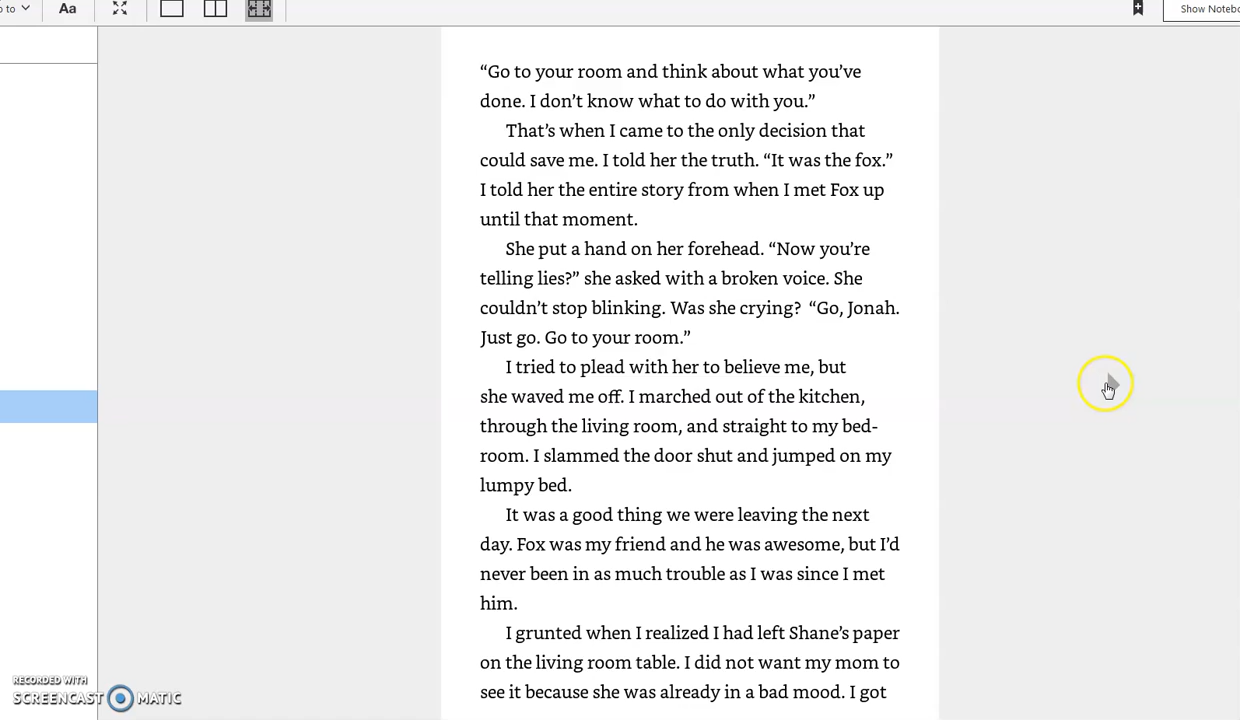 p to
Aa
Show Notebo
“Go to your room and think about what you’ve
done. I don’t know what to do with you.”
That’s when I came to the only decision that
could save me. I told her the truth. “It was the fox.”
I told her the entire story from when I met Fox up
until that moment.
She put a hand on her forehead. “Now you’re
telling lies?” she asked with a broken voice. She
couldn’t stop blinking. Was she crying?  “Go, Jonah.
Just go. Go to your room.”
I tried to plead with her to believe me, but
she waved me off. I marched out of the kitchen,
through the living room, and straight to my bed-
room. I slammed the door shut and jumped on my
lumpy bed.
It was a good thing we were leaving the next
day. Fox was my friend and he was awesome, but I’d
never been in as much trouble as I was since I met
him.
I grunted when I realized I had left Shane’s paper
on the living room table. I did not want my mom to
see it because she was already in a bad mood. I got
RECORDED WITH
SCREENCAST MATIC